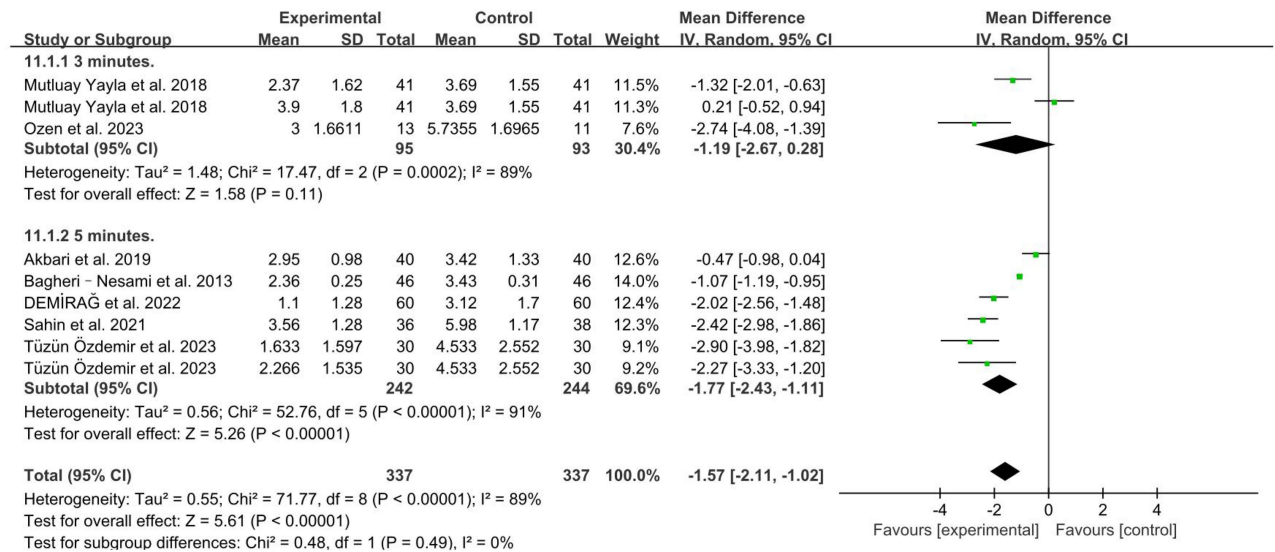 Experimental Control Mean Difference Mean Difference
Study or Subgroup Mean SD Total Mean SD Total Weight IV, Random, 95% CI IV, Random, 95% CI
11.1.1 3 minutes.
Mutluay Yayla et al. 2018 2.37 1.62 41 3.69 1.55 41 11.5% -1.32 [-2.01, -0.63]
Mutluay Yayla et al. 2018 3.9 1.8 41 3.69 1.55 41 11.3% 0.21 [-0.52, 0.94]
Ozen et al. 2023 3 1.6611 13 5.7355 1.6965 11 7.6% -2.74 [-4.08, -1.39]
Subtotal (95% CI) 95 93 30.4% -1.19 [-2.67, 0.28]
Heterogeneity: Tau² = 1.48; Chi² = 17.47, df = 2 (P = 0.0002); I² = 89%
Test for overall effect: Z = 1.58 (P = 0.11)
11.1.2 5 minutes.
Akbari et al. 2019 2.95 0.98 40 3.42 1.33 40 12.6% -0.47 [-0.98, 0.04]
Bagheri–Nesami et al. 2013 2.36 0.25 46 3.43 0.31 46 14.0% -1.07 [-1.19, -0.95]
DEMİRAĞ et al. 2022 1.1 1.28 60 3.12 1.7 60 12.4% -2.02 [-2.56, -1.48]
Sahin et al. 2021 3.56 1.28 36 5.98 1.17 38 12.3% -2.42 [-2.98, -1.86]
Tüzün Özdemir et al. 2023 1.633 1.597 30 4.533 2.552 30 9.1% -2.90 [-3.98, -1.82]
Tüzün Özdemir et al. 2023 2.266 1.535 30 4.533 2.552 30 9.2% -2.27 [-3.33, -1.20]
Subtotal (95% CI) 242 244 69.6% -1.77 [-2.43, -1.11]
Heterogeneity: Tau² = 0.56; Chi² = 52.76, df = 5 (P < 0.00001); I² = 91%
Test for overall effect: Z = 5.26 (P < 0.00001)
Total (95% CI) 337 337 100.0% -1.57 [-2.11, -1.02]
Heterogeneity: Tau² = 0.55; Chi² = 71.77, df = 8 (P < 0.00001); I² = 89%
Test for overall effect: Z = 5.61 (P < 0.00001)
Test for subgroup differences: Chi² = 0.48, df = 1 (P = 0.49), I² = 0%
-4 -2 0 2 4
Favours [experimental] Favours [control]